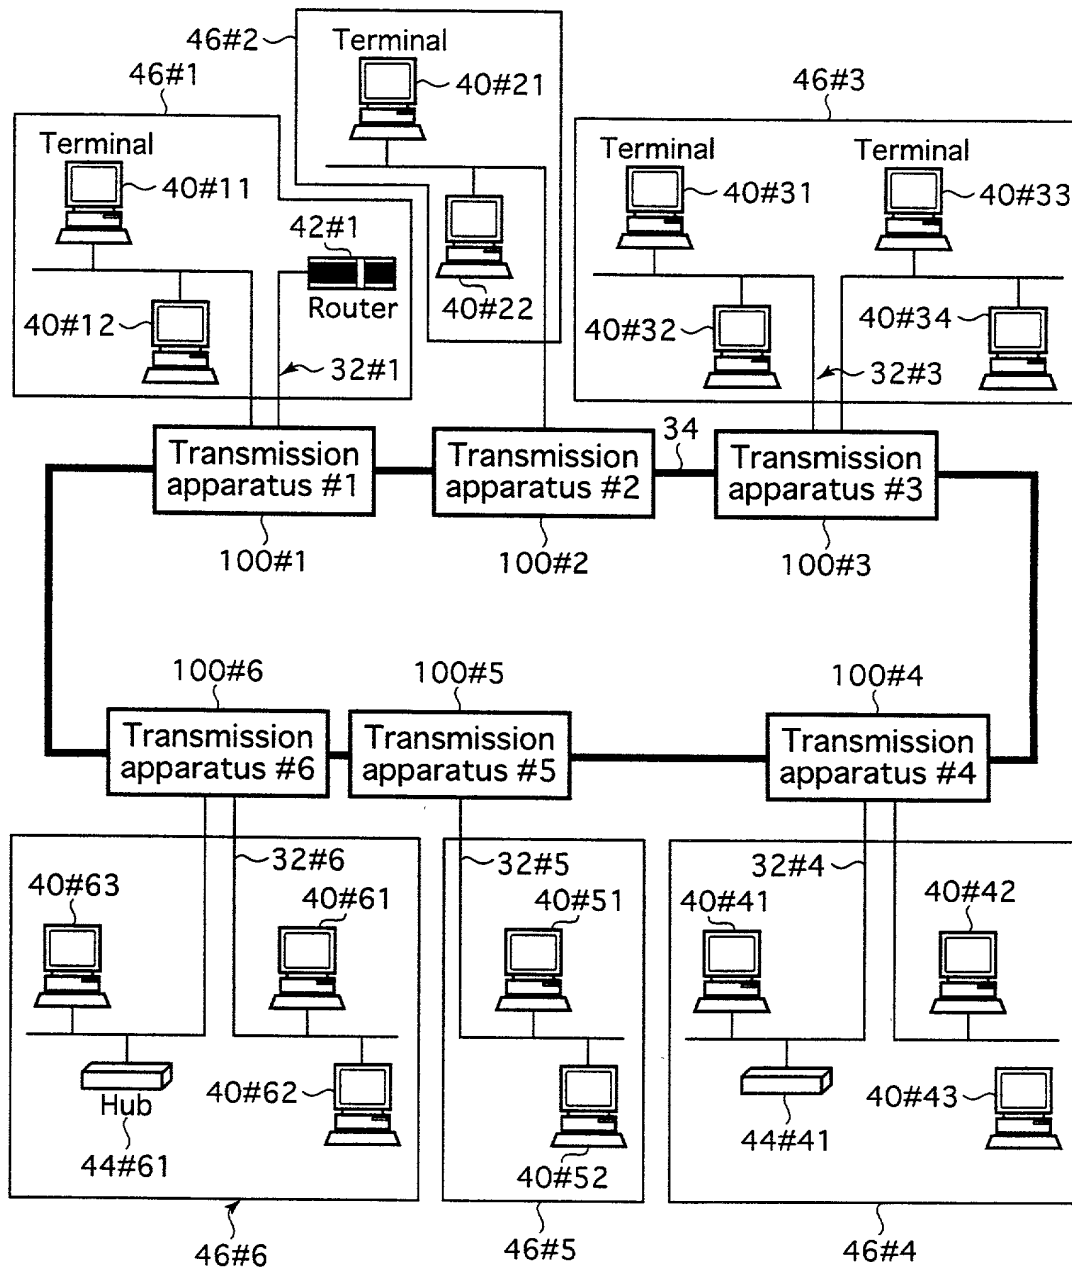 46#2
Terminal
40#21
46#1
46#3
Terminal
40#11
Terminal
40#31
Terminal
40#33
42#1
Router
40#12
40#22
40#32
40#34
32#1
32#3
34
Transmission
apparatus #1
Transmission
apparatus #2
Transmission
apparatus #3
100#1
100#2
100#3
100#6
100#5
100#4
Transmission
apparatus #6
Transmission
apparatus #5
Transmission
apparatus #4
32#6
32#5
32#4
40#63
40#61
40#51
40#41
40#42
40#62
40#43
Hub
44#61
44#41
40#52
46#6
46#5
46#4